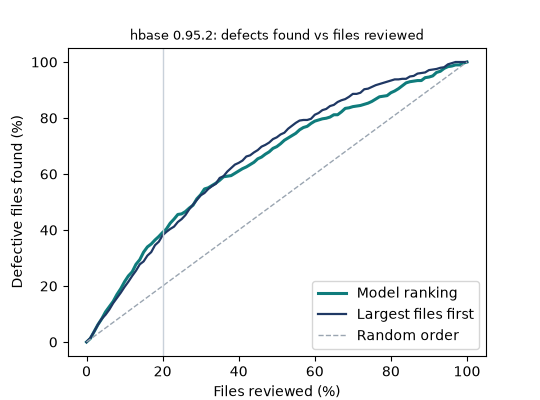 hbase 0.95.2: defects found vs files reviewed
Defective files found (%)
100
80
60
40
20
0
Model ranking
Largest files first
Random order
0 20 40 60 80 100
Files reviewed (%)